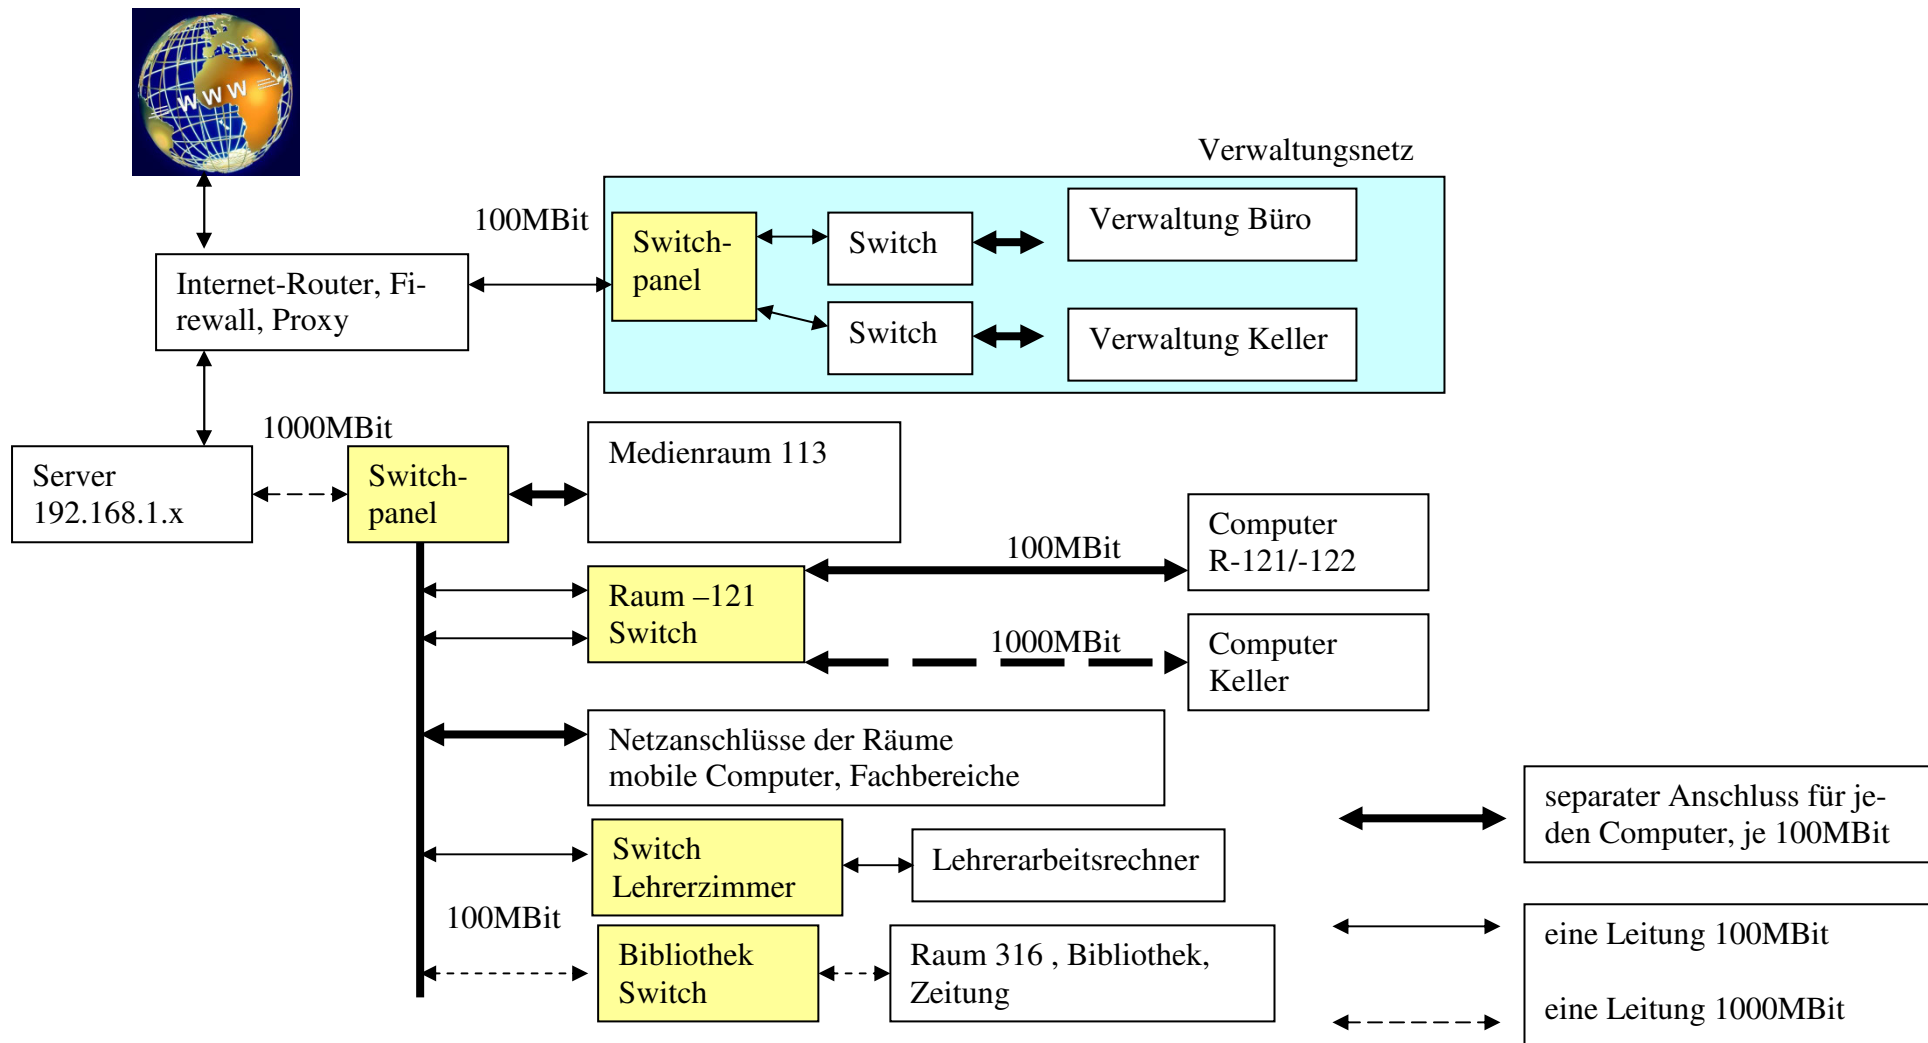 = W W W =
Verwaltungsnetz
100MBit
Switch-
panel
Switch
Verwaltung Büro
Internet-Router, Fi-
rewall, Proxy
Switch
Verwaltung Keller
1000MBit
Server
192.168.1.x
Switch-
panel
Medienraum 113
100MBit
Computer
R-121/-122
Raum –121
Switch
1000MBit
Computer
Keller
Netzanschlüsse der Räume
mobile Computer, Fachbereiche
separater Anschluss für je-
den Computer, je 100MBit
Switch
Lehrerzimmer
Lehrerarbeitsrechner
100MBit
Bibliothek
Switch
Raum 316 , Bibliothek,
Zeitung
eine Leitung 100MBit
eine Leitung 1000MBit